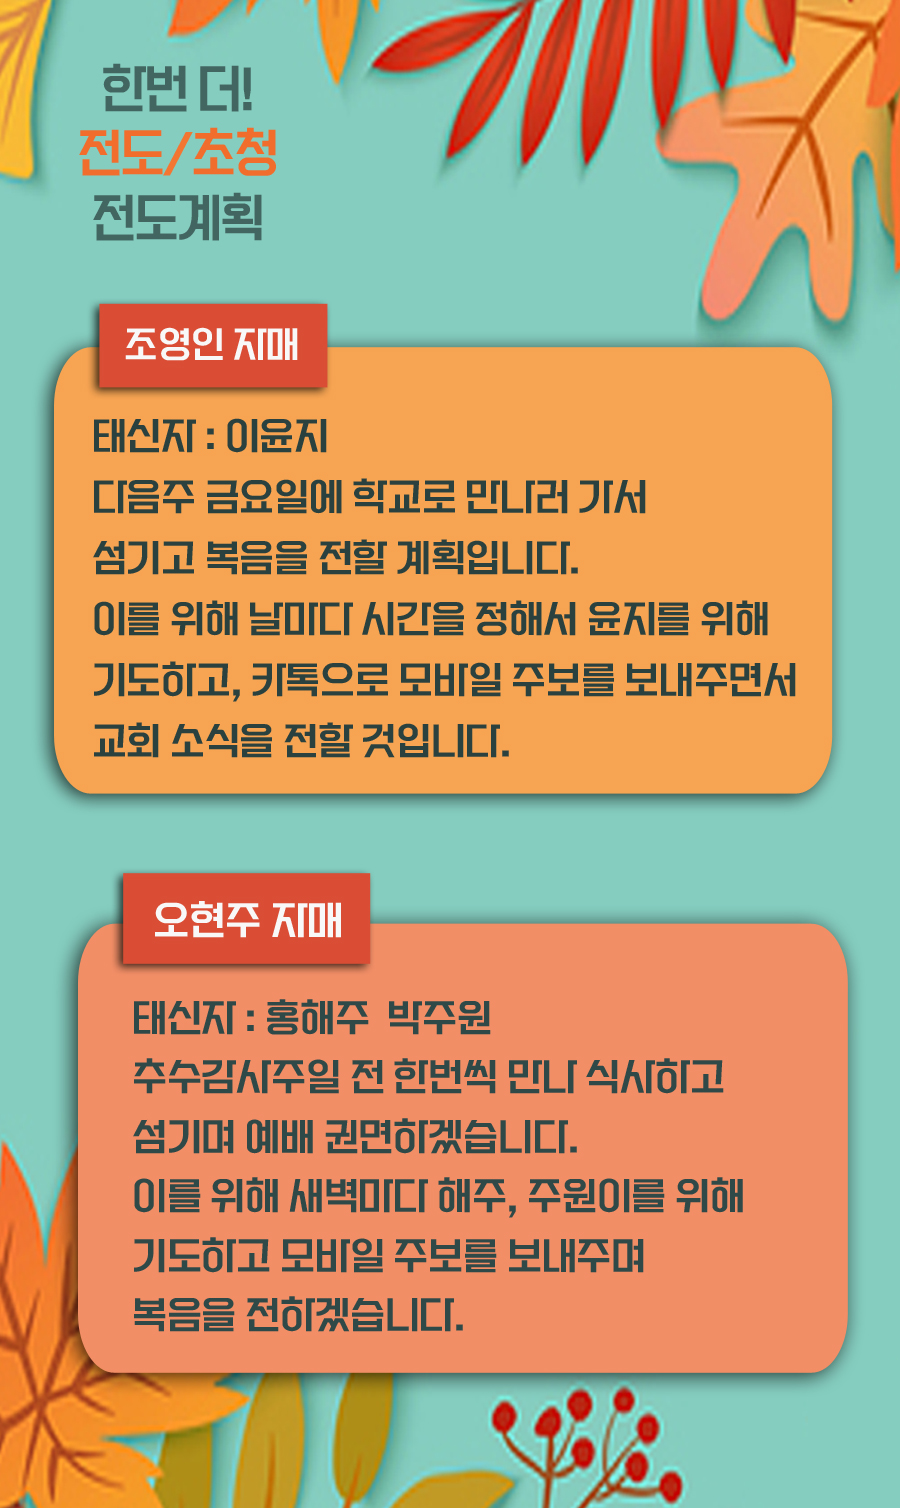 한번 더!
전도/초청
전도계획
조영인 자매
태신자 : 이윤지
다음주 금요일에 학교로 만나러 가서
섬기고 복음을 전할 계획입니다.
이를 위해 날마다 시간을 정해서 윤지를 위해
기도하고, 카톡으로 모바일 주보를 보내주면서
교회 소식을 전할 것입니다.
오현주 자매
태신자 : 홍해주 박주원
추수감사주일 전 한번씩 만나 식사하고
섬기며 예배 권면하겠습니다.
이를 위해 새벽마다 해주, 주원이를 위해
기도하고 모바일 주보를 보내주며
복음을 전하겠습니다.